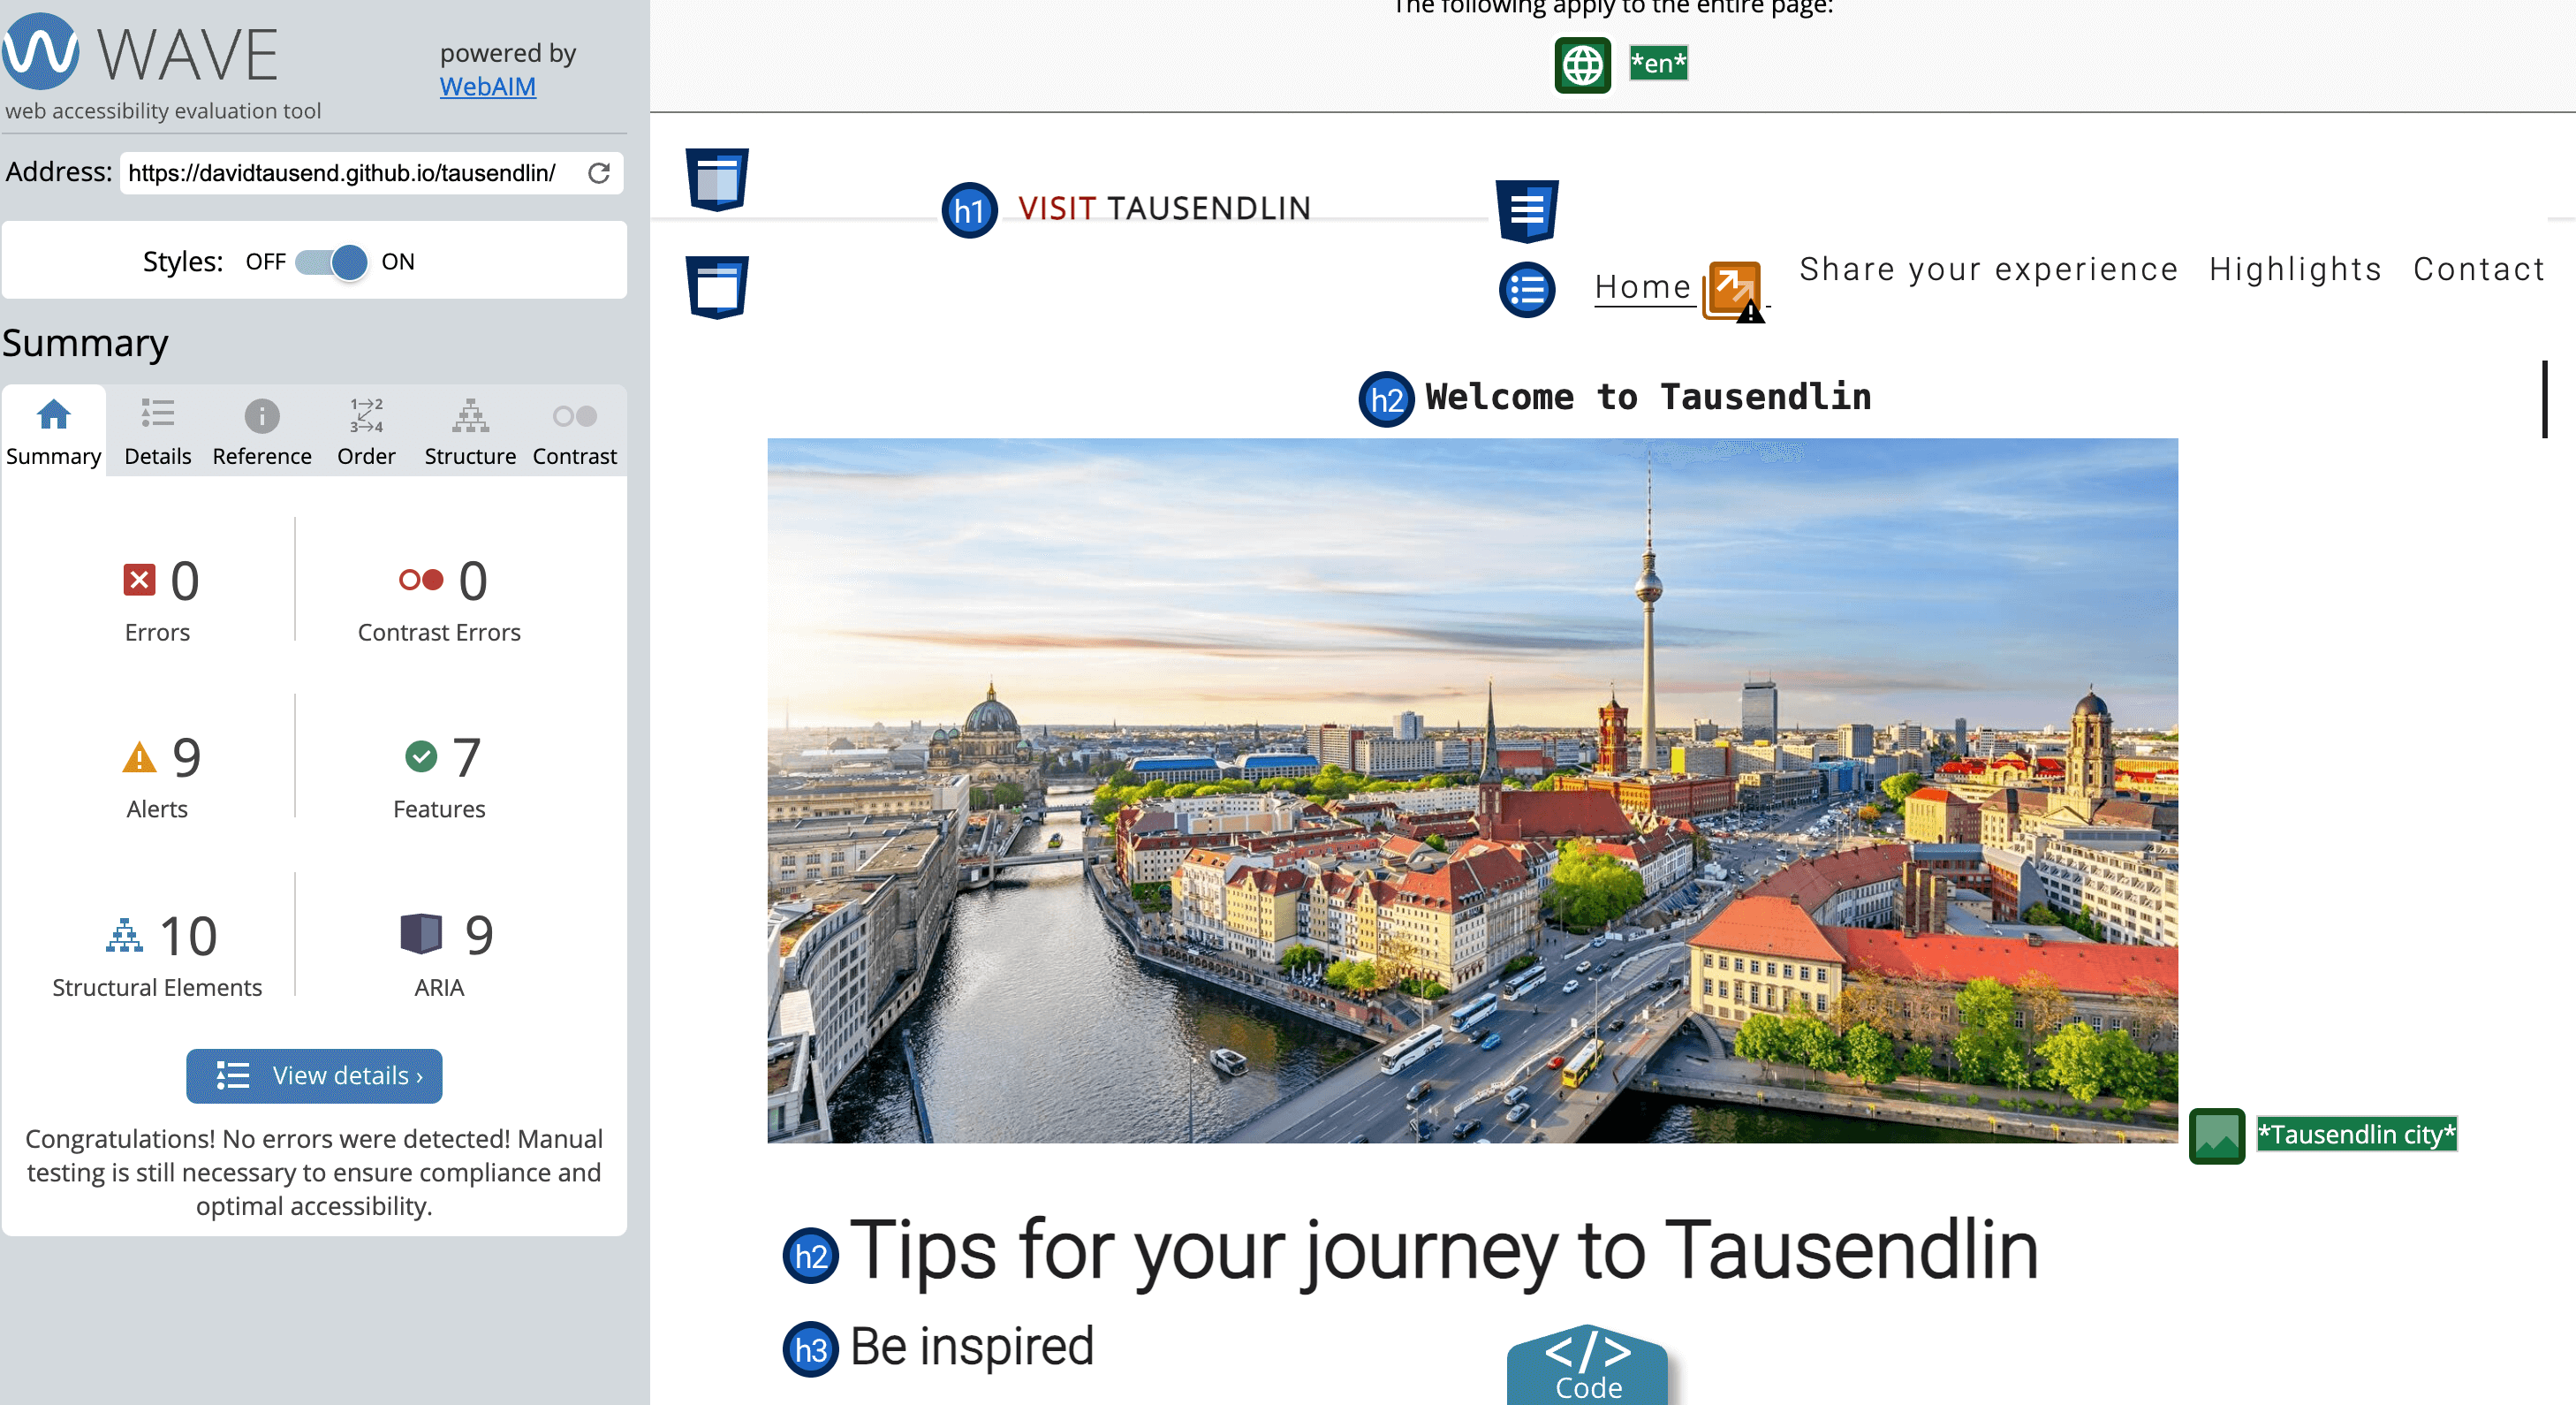 WAVE
powered by
WebAIM
web accessibility evaluation tool
Address: https://davidtausend.github.io/tausendlin/
Styles: OFF ON
Summary
Summary Details Reference Order Structure Contrast
1→2
3→4
0
Errors
0
Contrast Errors
9
Alerts
7
Features
10
Structural Elements
9
ARIA
View details ›
Congratulations! No errors were detected! Manual
testing is still necessary to ensure compliance and
optimal accessibility.
The following apply to the entire page:
*en*
h1 VISIT TAUSENDLIN
Home Share your experience Highlights Contact
h2 Welcome to Tausendlin
*Tausendlin city*
h2 Tips for your journey to Tausendlin
h3 Be inspired
</>
Code